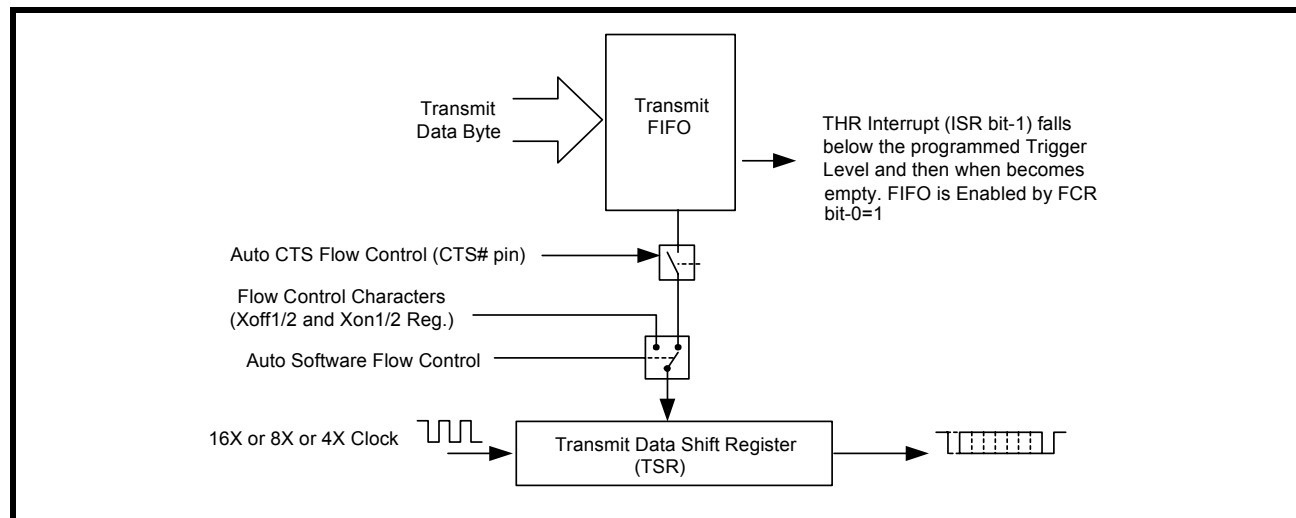 Transmit
FIFO
Transmit
Data Byte
THR Interrupt (ISR bit-1) falls
below the programmed Trigger
Level and then when becomes
empty. FIFO is Enabled by FCR
bit-0=1
Auto CTS Flow Control (CTS# pin)
Flow Control Characters
(Xoff1/2 and Xon1/2 Reg.)
Auto Software Flow Control
16X or 8X or 4X Clock
Transmit Data Shift Register
(TSR)